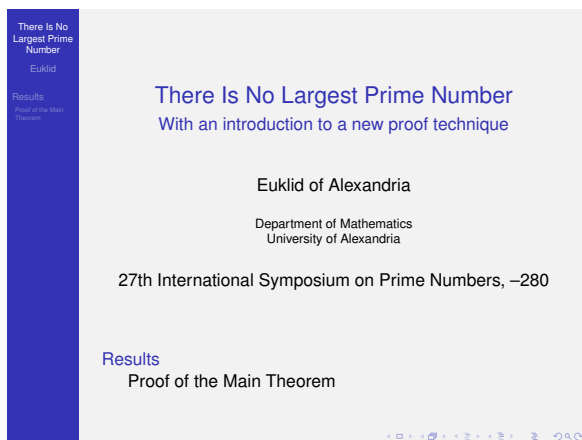 There Is No
Largest Prime
Number
Euklid
Results
Proof of the Main
Theorem
There Is No Largest Prime Number
With an introduction to a new proof technique
Euklid of Alexandria
Department of Mathematics
University of Alexandria
27th International Symposium on Prime Numbers, –280
Results
Proof of the Main Theorem